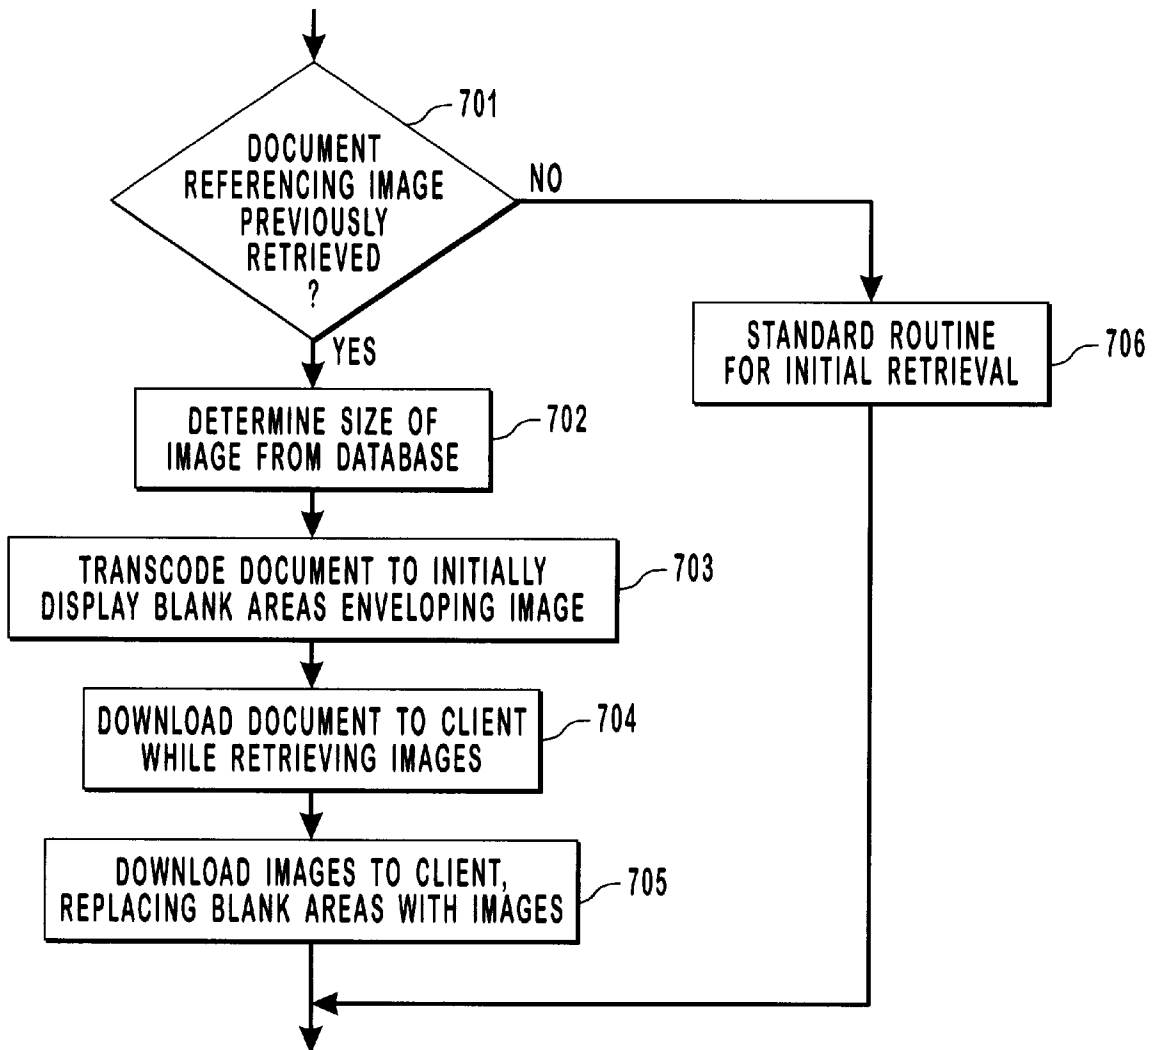 701
DOCUMENT
REFERENCING IMAGE
PREVIOUSLY
RETRIEVED
?
NO
YES
STANDARD ROUTINE
FOR INITIAL RETRIEVAL
706
DETERMINE SIZE OF
IMAGE FROM DATABASE
702
TRANSCODE DOCUMENT TO INITIALLY
DISPLAY BLANK AREAS ENVELOPING IMAGE
703
DOWNLOAD DOCUMENT TO CLIENT
WHILE RETRIEVING IMAGES
704
DOWNLOAD IMAGES TO CLIENT,
REPLACING BLANK AREAS WITH IMAGES
705